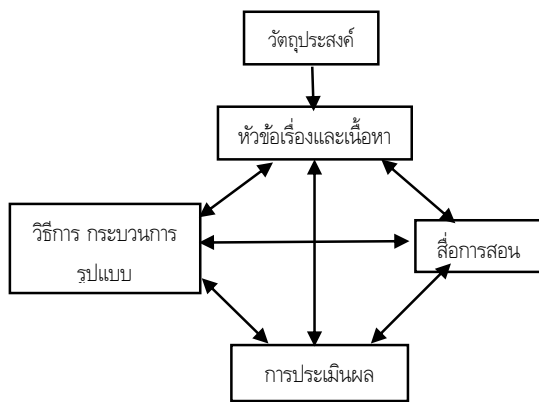 วัตถุประสงค์
หัวข้อเรื่องและเนื้อหา
วิธีการ กระบวนการ
รูปแบบ
สื่อการสอน
การประเมินผล